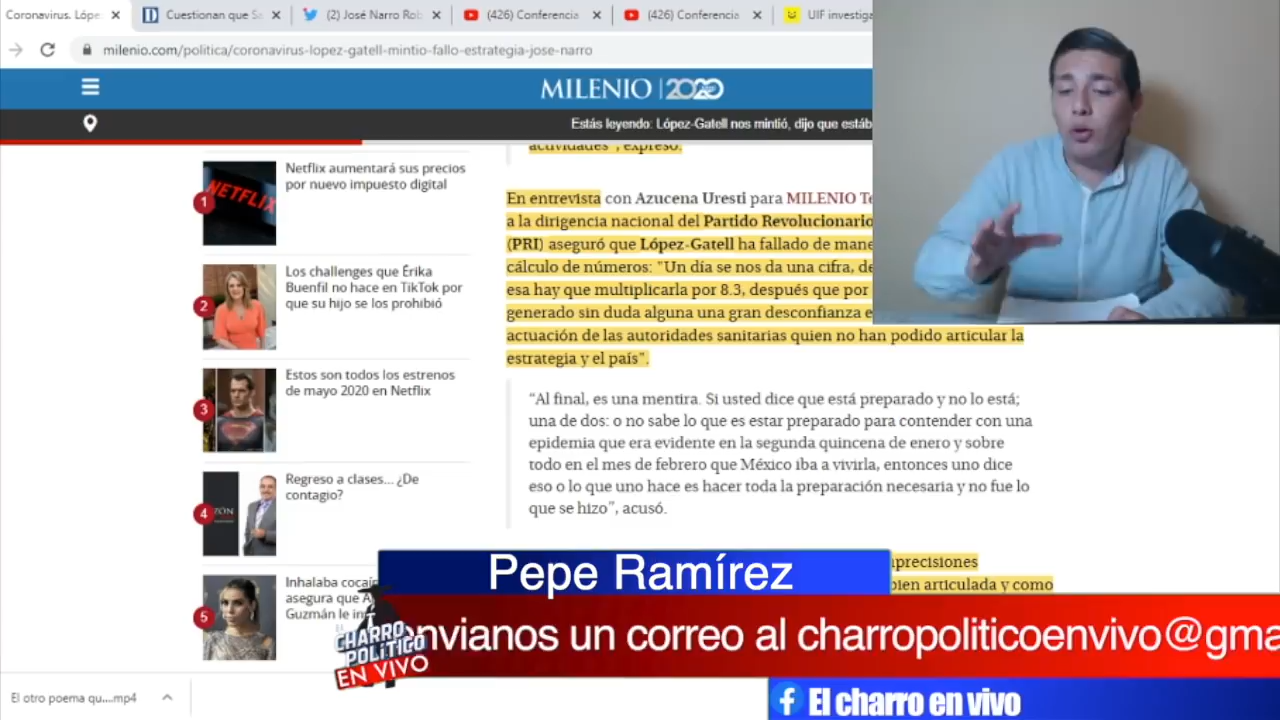 Coronavirus. Lópe
Cuestionan que Sa
(2) José Narro Rob
(426) Conferencia
(426) Conferencia
UIF investiga
milenio.com/politica/coronavirus-lopez-gatell-mintio-fallo-estrategia-jose-narro
MILENIO 2020
Estás leyendo: López-Gatell nos mintió, dijo que estáb
1
NETFLIX
Netflix aumentará sus precios
por nuevo impuesto digital
2
Los challenges que Érika
Buenfil no hace en TikTok por
que su hijo se los prohibió
3
Estos son todos los estrenos
de mayo 2020 en Netflix
4
ZÓN
Regreso a clases... ¿De
contagio?
5
Inhalaba cocaín
asegura que A
Guzmán le in
actividades", expresó.
En entrevista con Azucena Uresti para MILENIO Te
a la dirigencia nacional del Partido Revolucionario
(PRI) aseguró que López-Gatell ha fallado de mane
cálculo de números: "Un día se nos da una cifra, de
esa hay que multiplicarla por 8.3, después que por
generado sin duda alguna una gran desconfianza e
actuación de las autoridades sanitarias quien no han podido articular la
estrategia y el país".
“Al final, es una mentira. Si usted dice que está preparado y no lo está;
una de dos: o no sabe lo que es estar preparado para contender con una
epidemia que era evidente en la segunda quincena de enero y sobre
todo en el mes de febrero que México iba a vivirla, entonces uno dice
eso o lo que uno hace es hacer toda la preparación necesaria y no fue lo
que se hizo”, acusó.
nprecisiones
bien articulada y como
Pepe Ramírez
nvianos un correo al charropoliticoenvivo@gma
CHARRO
POLÍTICO
EN VIVO
El otro poema qu....mp4
El charro en vivo